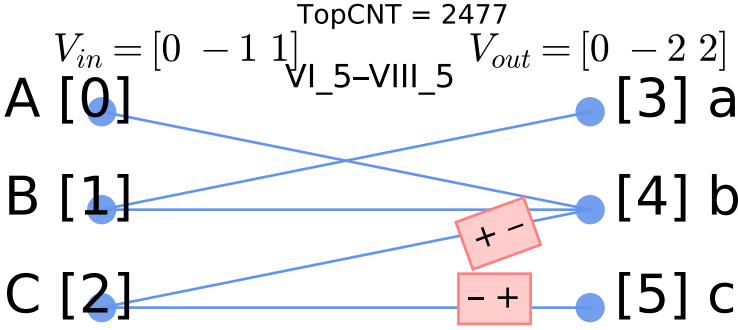 TopCNT = 2477
V_in = [0 −1 1] V_out = [0 −2 2]
VI_5–VIII_5
A [0] [3] a
B [1] [4] b
+ −
C [2] − + [5] c